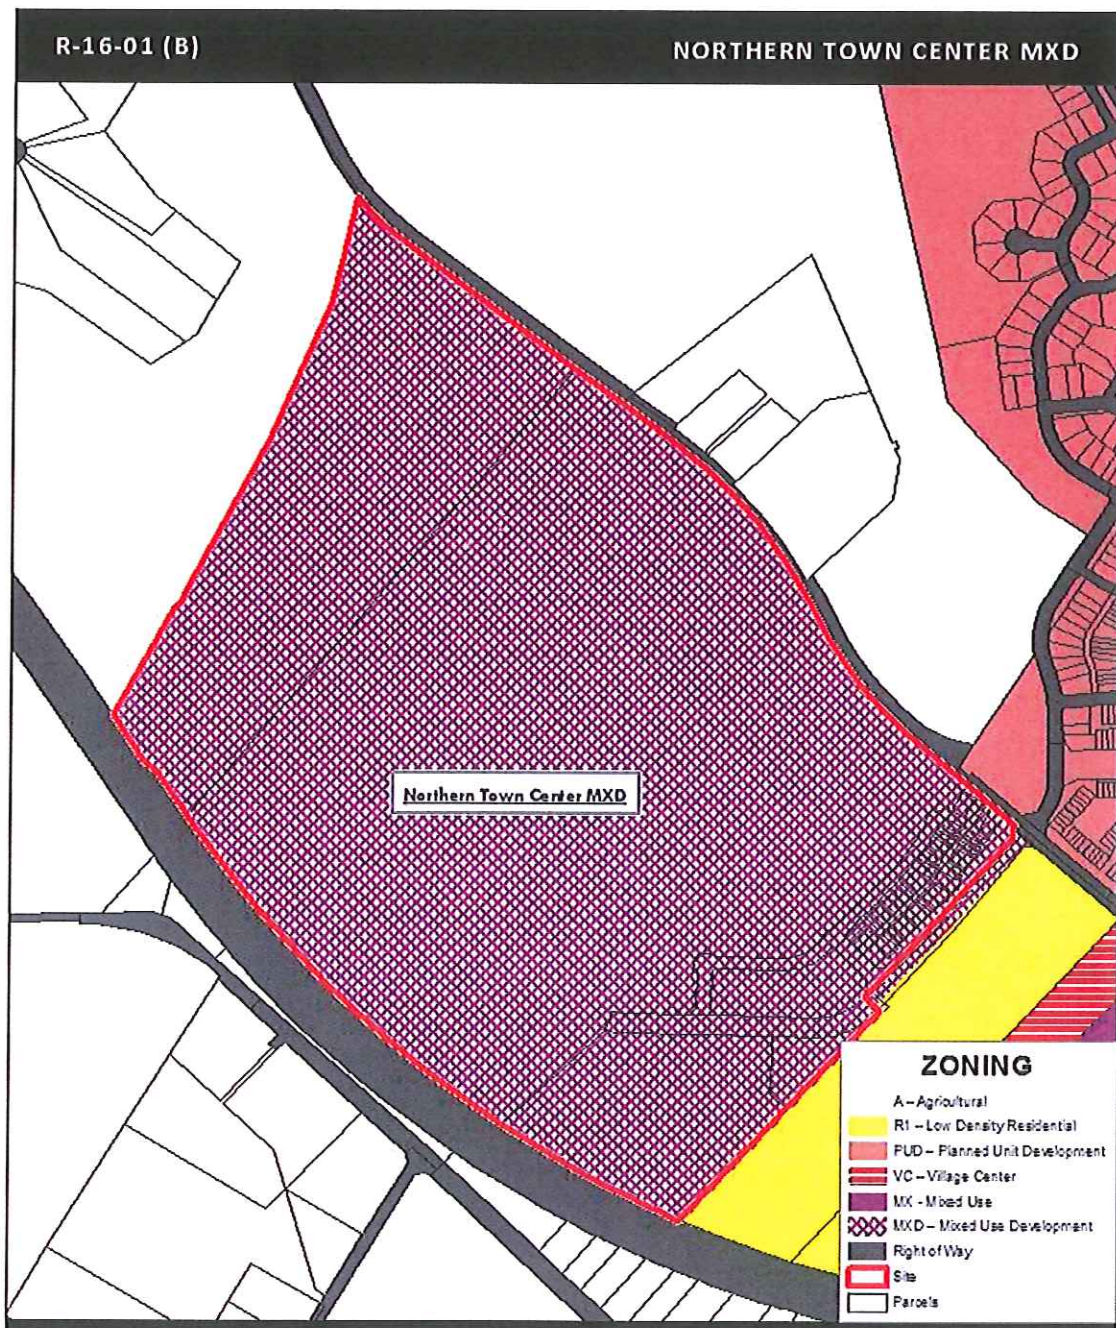 R-16-01 (B)
NORTHERN TOWN CENTER MXD
Northern Town Center MXD
ZONING
A - Agricultural
R1 - Low Density Residential
PUD - Planned Unit Development
VC - Village Center
MX - Mixed Use
MXD - Mixed Use Development
Right of Way
Site
Parcels